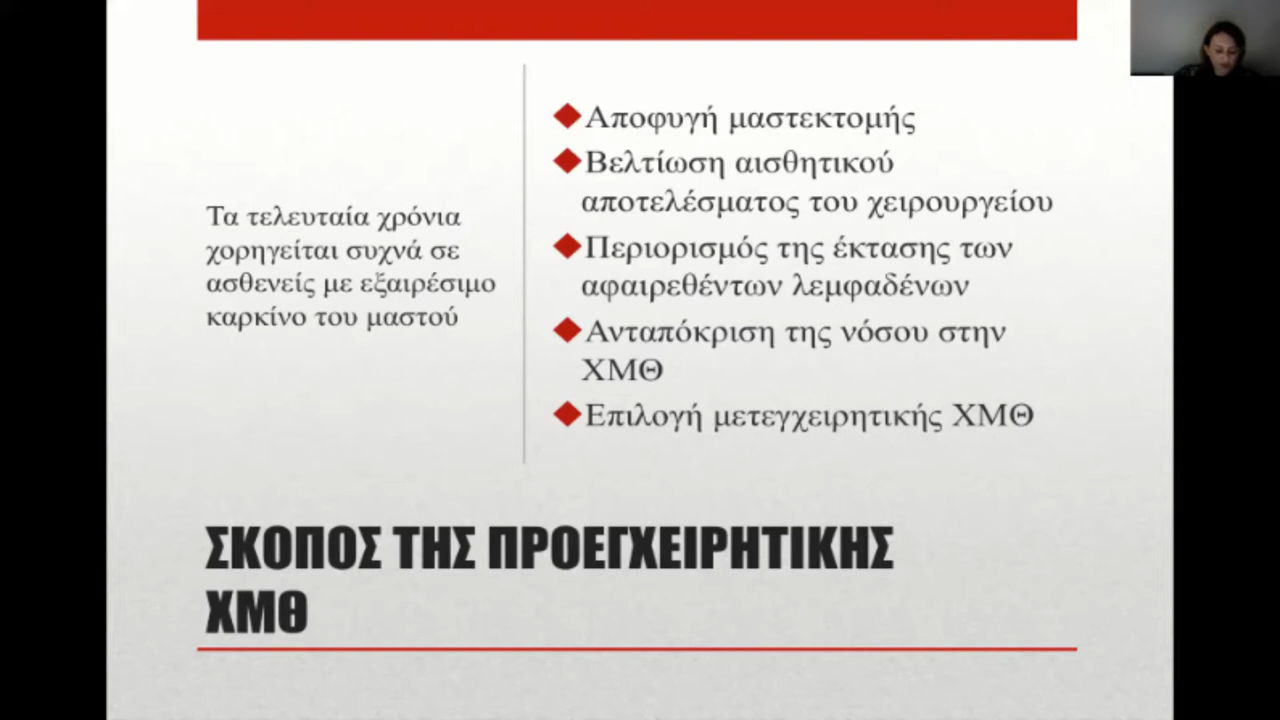 Τα τελευταία χρόνια
χορηγείται συχνά σε
ασθενείς με εξαιρέσιμο
καρκίνο του μαστού
Αποφυγή μαστεκτομής
Βελτίωση αισθητικού
αποτελέσματος του χειρουργείου
Περιορισμός της έκτασης των
αφαιρεθέντων λεμφαδένων
Ανταπόκριση της νόσου στην
ΧΜΘ
Επιλογή μετεγχειρητικής ΧΜΘ
ΣΚΟΠΟΣ ΤΗΣ ΠΡΟΕΓΧΕΙΡΗΤΙΚΗΣ
ΧΜΘ